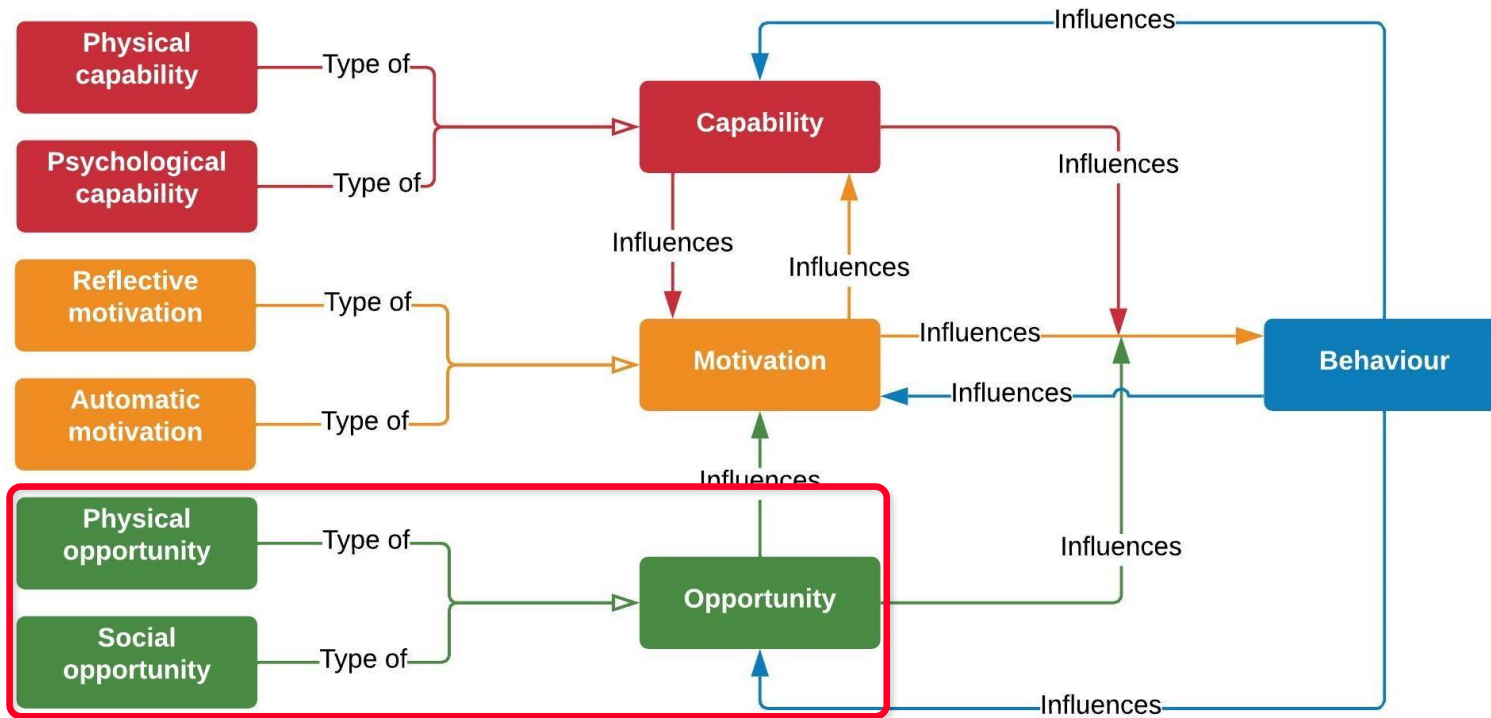 Influences
Physical
capability
Type of
Capability
Psychological
capability
Type of
Influences
Influences
Influences
Reflective
motivation
Type of
Influences
Motivation
Behaviour
Automatic
motivation
Type of
Influences
Influences
Physical
opportunity
Type of
Influences
Opportunity
Social
opportunity
Type of
Influences